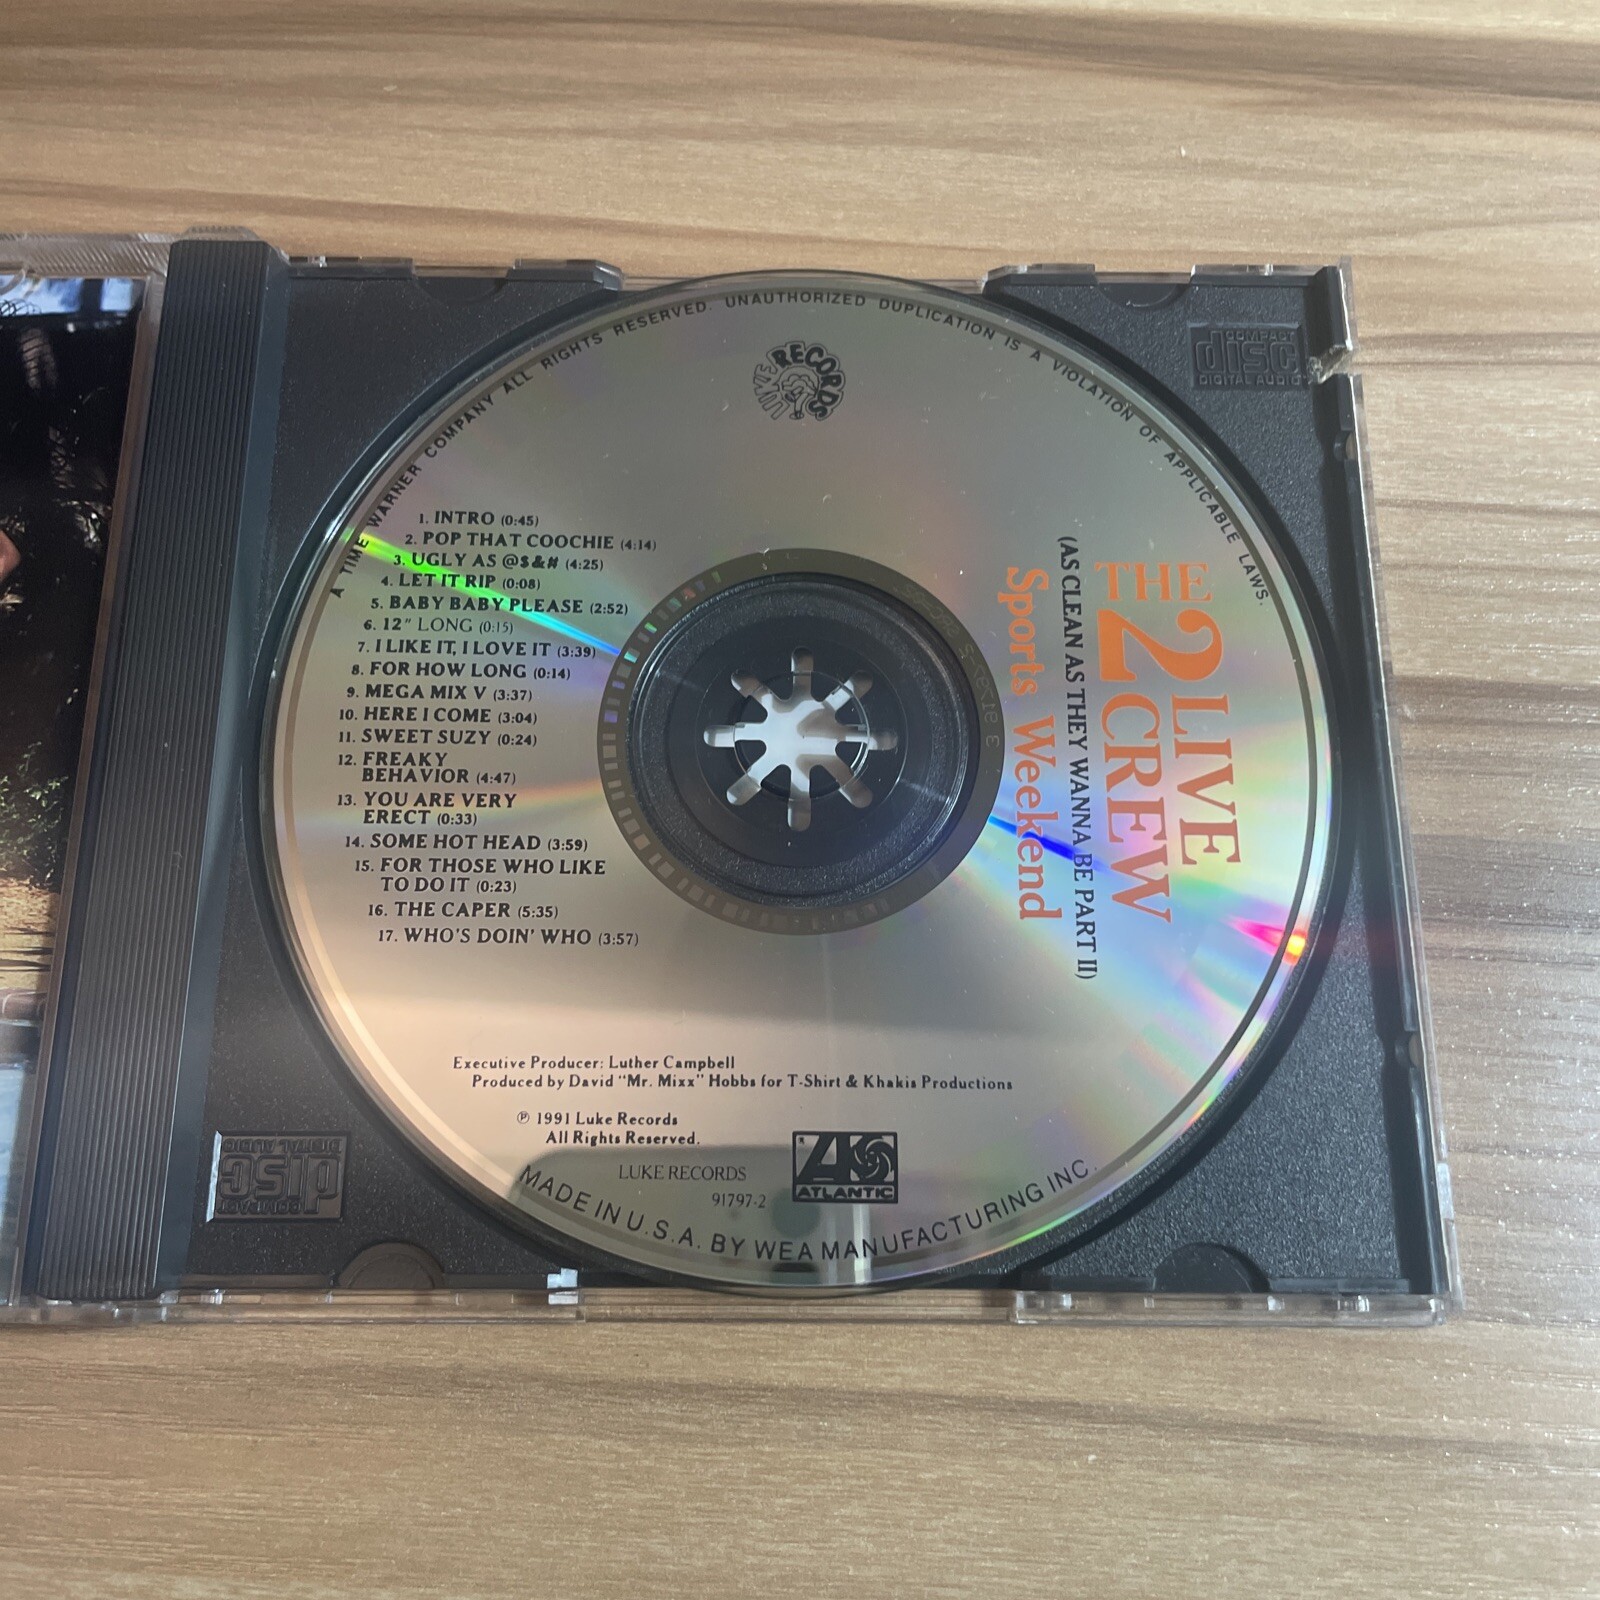 A TIME WARNER COMPANY ALL RIGHTS RESERVED. UNAUTHORIZED DUPLICATION IS A VIOLATION OF APPLICABLE LAWS.
LUKE RECORDS
COMPACT
disc
DIGITAL AUDIO
THE
2 LIVE
CREW
(AS CLEAN AS THEY WANNA BE PART II)
Sports Weekend
1. INTRO (0:45)
2. POP THAT COOCHIE (4:14)
3. UGLY AS @$&# (4:25)
4. LET IT RIP (0:08)
5. BABY BABY PLEASE (2:52)
6. 12" LONG (0:15)
7. I LIKE IT, I LOVE IT (3:39)
8. FOR HOW LONG (0:14)
9. MEGA MIX V (3:37)
10. HERE I COME (3:04)
11. SWEET SUZY (0:24)
12. FREAKY
BEHAVIOR (4:47)
13. YOU ARE VERY
ERECT (0:33)
14. SOME HOT HEAD (3:59)
15. FOR THOSE WHO LIKE
TO DO IT (0:23)
16. THE CAPER (5:35)
17. WHO'S DOIN' WHO (3:57)
Executive Producer: Luther Campbell
Produced by David "Mr. Mixx" Hobbs for T-Shirt & Khakis Productions
℗ 1991 Luke Records
All Rights Reserved.
LUKE RECORDS
91797-2
ATLANTIC
MADE IN U.S.A. BY WEA MANUFACTURING INC.
COMPACT
disc
DIGITAL AUDIO